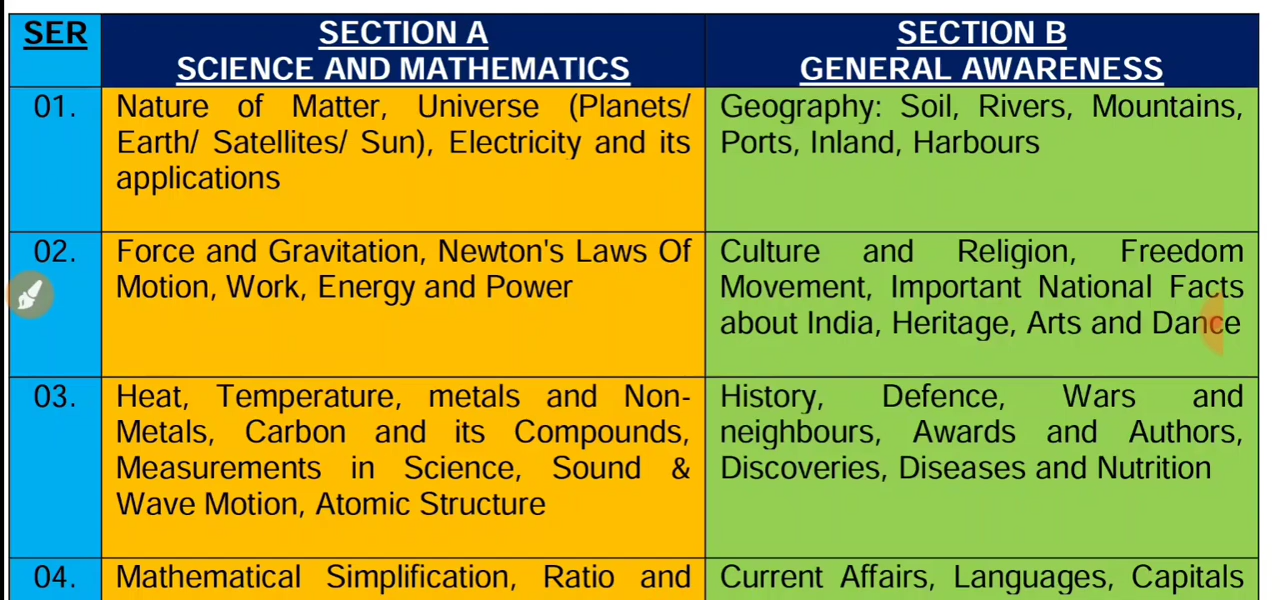 SER
SECTION A
SCIENCE AND MATHEMATICS
SECTION B
GENERAL AWARENESS
01.
Nature of Matter, Universe (Planets/
Earth/ Satellites/ Sun), Electricity and its
applications
Geography: Soil, Rivers, Mountains,
Ports, Inland, Harbours
02.
Force and Gravitation, Newton's Laws Of
Motion, Work, Energy and Power
Culture and Religion, Freedom
Movement, Important National Facts
about India, Heritage, Arts and Dance
03.
Heat, Temperature, metals and Non-
Metals, Carbon and its Compounds,
Measurements in Science, Sound &
Wave Motion, Atomic Structure
History, Defence, Wars and
neighbours, Awards and Authors,
Discoveries, Diseases and Nutrition
04.
Mathematical Simplification, Ratio and
Current Affairs, Languages, Capitals